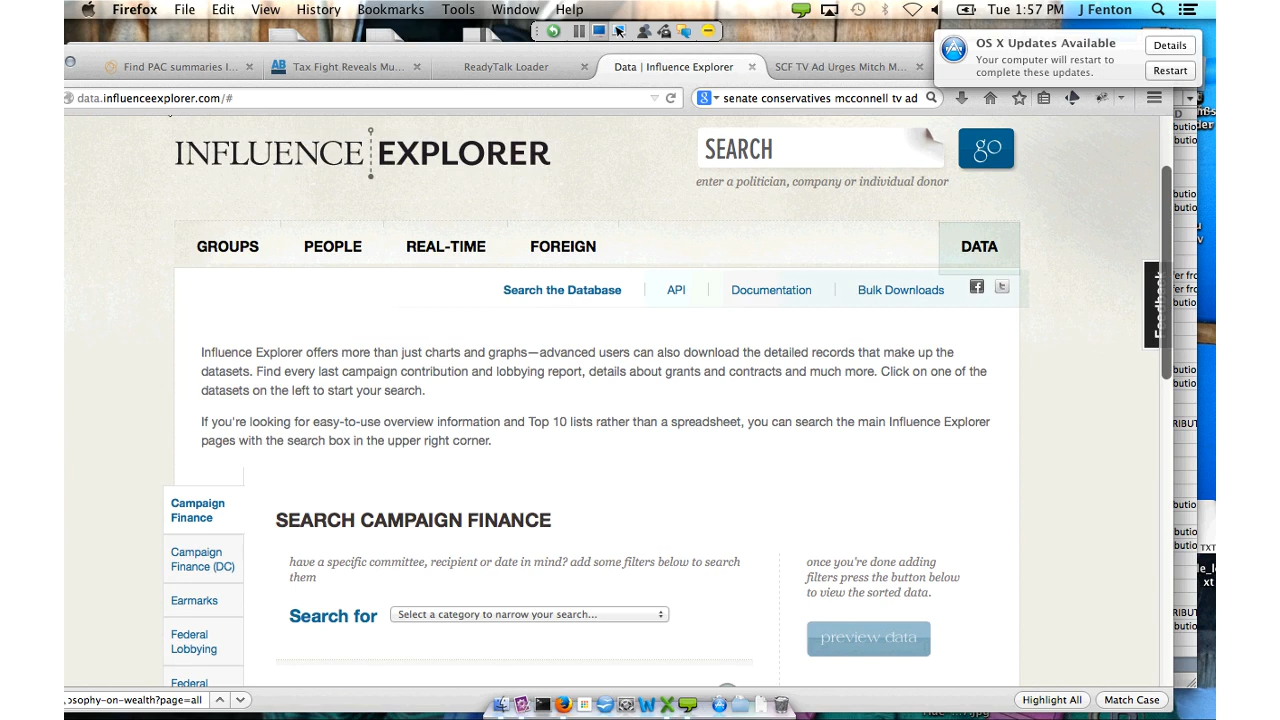 Firefox File Edit View History Bookmarks Tools Window Help Tue 1:57 PM J Fenton
OS X Updates Available
Your computer will restart to
complete these updates.
Details
Restart
Find PAC summaries I... × Tax Fight Reveals Mu... × ReadyTalk Loader × Data | Influence Explorer × SCF TV Ad Urges Mitch M... ×
data.influenceexplorer.com/#
senate conservatives mcconnell tv ad
INFLUENCE EXPLORER
SEARCH
go
enter a politician, company or individual donor
GROUPS PEOPLE REAL-TIME FOREIGN DATA
Search the Database API Documentation Bulk Downloads
Feedback
Influence Explorer offers more than just charts and graphs—advanced users can also download the detailed records that make up the
datasets. Find every last campaign contribution and lobbying report, details about grants and contracts and much more. Click on one of the
datasets on the left to start your search.
If you're looking for easy-to-use overview information and Top 10 lists rather than a spreadsheet, you can search the main Influence Explorer
pages with the search box in the upper right corner.
Campaign
Finance
Campaign
Finance (DC)
Earmarks
Federal
Lobbying
Federal
SEARCH CAMPAIGN FINANCE
have a specific committee, recipient or date in mind? add some filters below to search
them
Search for Select a category to narrow your search...
once you're done adding
filters press the button below
to view the sorted data.
preview data
osophy-on-wealth?page=all
Highlight All Match Case